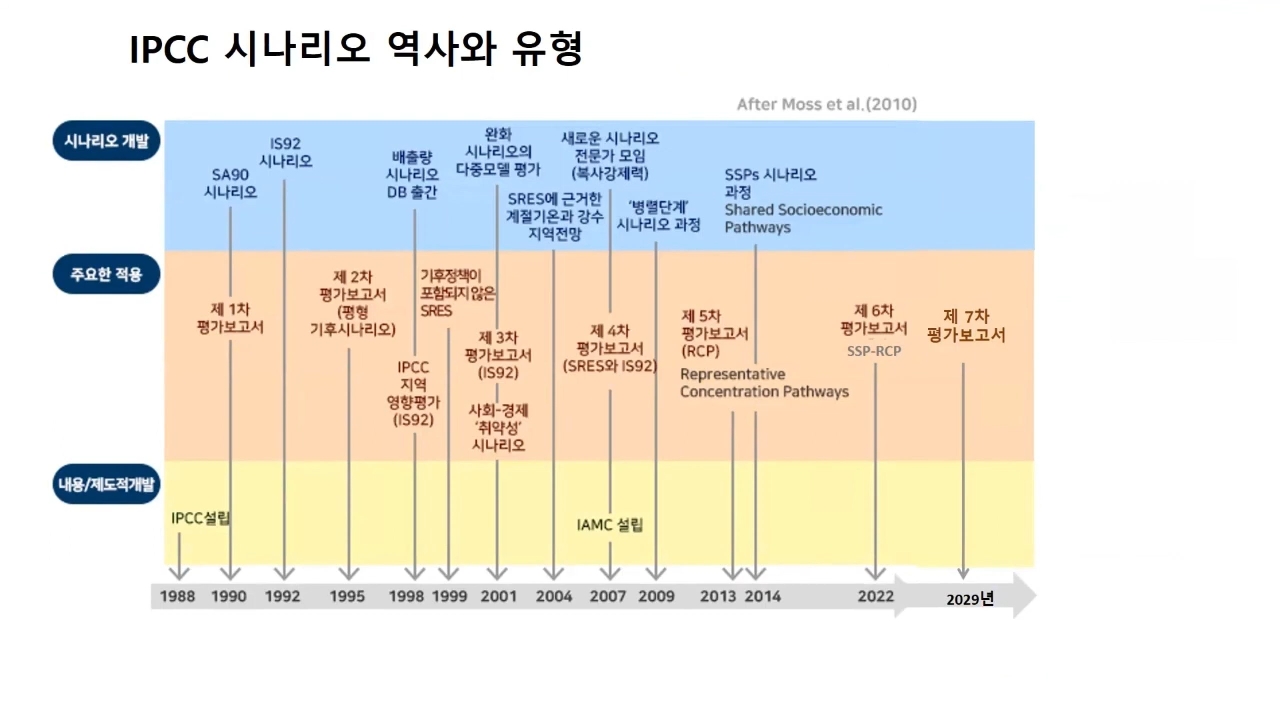 IPCC 시나리오 역사와 유형
After Moss et al.(2010)
시나리오 개발
SA90
시나리오
IS92
시나리오
배출량
시나리오
DB 출간
완화
시나리오의
다중모델 평가
SRES에 근거한
계절기온과 강수
지역전망
새로운 시나리오
전문가 모임
(복사강제력)
‘병렬단계’
시나리오 과정
SSPs 시나리오
과정
Shared Socioeconomic
Pathways
주요한 적용
제 1차
평가보고서
제 2차
평가보고서
(평형
기후시나리오)
IPCC
지역
영향평가
(IS92)
기후정책이
포함되지 않은
SRES
제 3차
평가보고서
(IS92)
사회-경제
‘취약성’
시나리오
제 4차
평가보고서
(SRES와 IS92)
제 5차
평가보고서
(RCP)
Representative
Concentration Pathways
제 6차
평가보고서
SSP-RCP
제 7차
평가보고서
내용/제도적개발
IPCC설립
IAMC 설립
1988 1990 1992 1995 1998 1999 2001 2004 2007 2009 2013 2014 2022 2029년